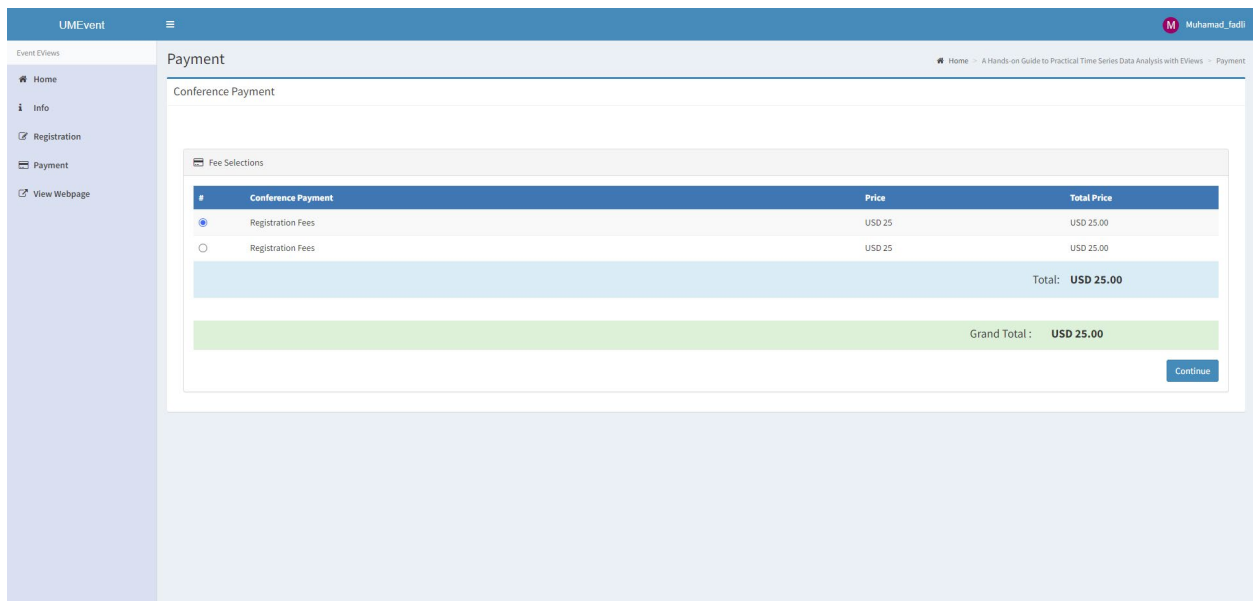 UMEvent
M Muhamad_fadli
Event EViews
Home
Info
Registration
Payment
View Webpage
Payment
Home > A Hands-on Guide to Practical Time Series Data Analysis with EViews > Payment
Conference Payment
Fee Selections
# Conference Payment Price Total Price
Registration Fees USD 25 USD 25.00
Registration Fees USD 25 USD 25.00
Total: USD 25.00
Grand Total : USD 25.00
Continue